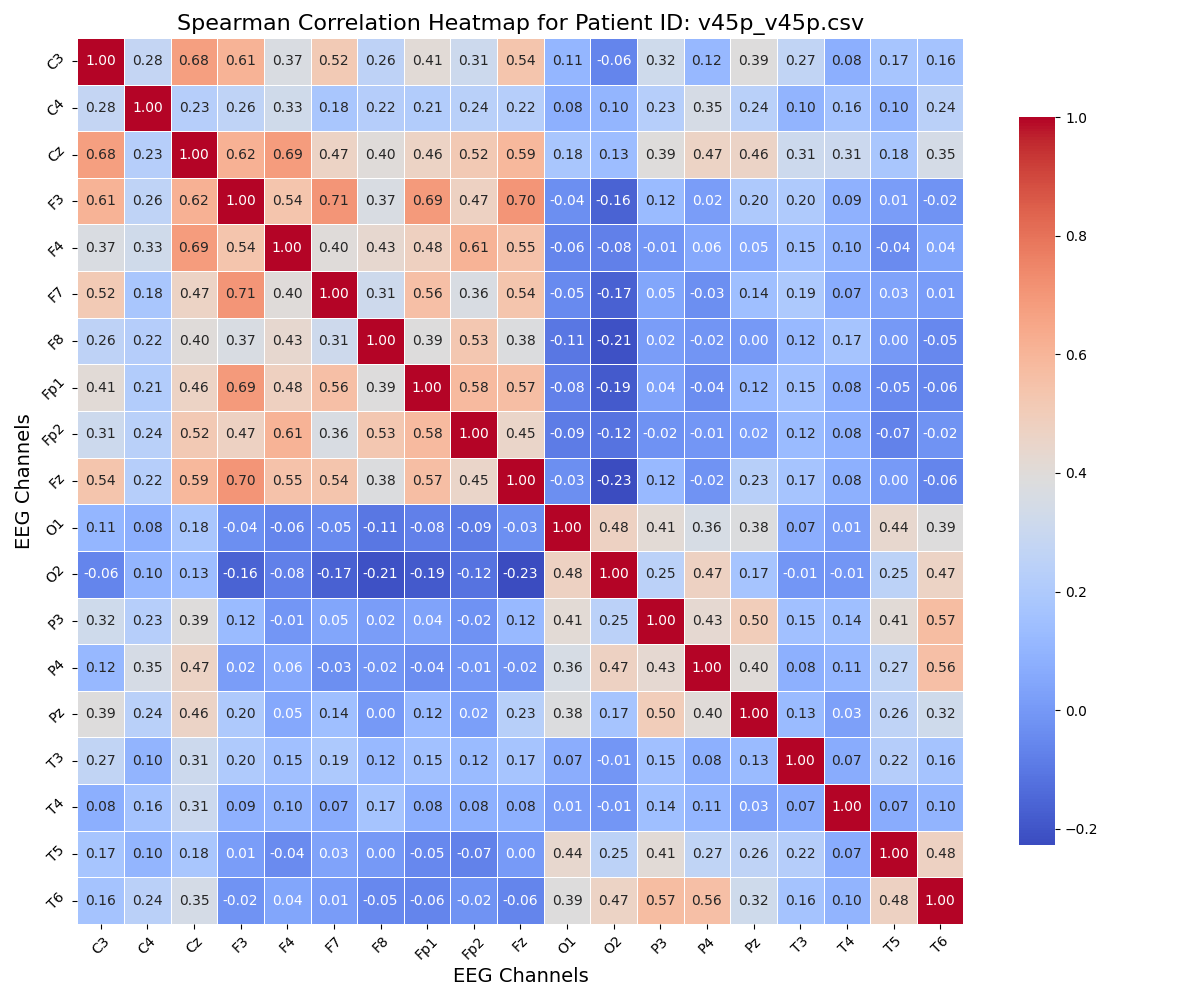 Spearman Correlation Heatmap for Patient ID: v45p_v45p.csv
C3 1.00 0.28 0.68 0.61 0.37 0.52 0.26 0.41 0.31 0.54 0.11 -0.06 0.32 0.12 0.39 0.27 0.08 0.17 0.16
C4 0.28 1.00 0.23 0.26 0.33 0.18 0.22 0.21 0.24 0.22 0.08 0.10 0.23 0.35 0.24 0.10 0.16 0.10 0.24
Cz 0.68 0.23 1.00 0.62 0.69 0.47 0.40 0.46 0.52 0.59 0.18 0.13 0.39 0.47 0.46 0.31 0.31 0.18 0.35
F3 0.61 0.26 0.62 1.00 0.54 0.71 0.37 0.69 0.47 0.70 -0.04 -0.16 0.12 0.02 0.20 0.20 0.09 0.01 -0.02
F4 0.37 0.33 0.69 0.54 1.00 0.40 0.43 0.48 0.61 0.55 -0.06 -0.08 -0.01 0.06 0.05 0.15 0.10 -0.04 0.04
F7 0.52 0.18 0.47 0.71 0.40 1.00 0.31 0.56 0.36 0.54 -0.05 -0.17 0.05 -0.03 0.14 0.19 0.07 0.03 0.01
F8 0.26 0.22 0.40 0.37 0.43 0.31 1.00 0.39 0.53 0.38 -0.11 -0.21 0.02 -0.02 0.00 0.12 0.17 0.00 -0.05
Fp1 0.41 0.21 0.46 0.69 0.48 0.56 0.39 1.00 0.58 0.57 -0.08 -0.19 0.04 -0.04 0.12 0.15 0.08 -0.05 -0.06
Fp2 0.31 0.24 0.52 0.47 0.61 0.36 0.53 0.58 1.00 0.45 -0.09 -0.12 -0.02 -0.01 0.02 0.12 0.08 -0.07 -0.02
Fz 0.54 0.22 0.59 0.70 0.55 0.54 0.38 0.57 0.45 1.00 -0.03 -0.23 0.12 -0.02 0.23 0.17 0.08 0.00 -0.06
O1 0.11 0.08 0.18 -0.04 -0.06 -0.05 -0.11 -0.08 -0.09 -0.03 1.00 0.48 0.41 0.36 0.38 0.07 0.01 0.44 0.39
O2 -0.06 0.10 0.13 -0.16 -0.08 -0.17 -0.21 -0.19 -0.12 -0.23 0.48 1.00 0.25 0.47 0.17 -0.01 -0.01 0.25 0.47
P3 0.32 0.23 0.39 0.12 -0.01 0.05 0.02 0.04 -0.02 0.12 0.41 0.25 1.00 0.43 0.50 0.15 0.14 0.41 0.57
P4 0.12 0.35 0.47 0.02 0.06 -0.03 -0.02 -0.04 -0.01 -0.02 0.36 0.47 0.43 1.00 0.40 0.08 0.11 0.27 0.56
Pz 0.39 0.24 0.46 0.20 0.05 0.14 0.00 0.12 0.02 0.23 0.38 0.17 0.50 0.40 1.00 0.13 0.03 0.26 0.32
T3 0.27 0.10 0.31 0.20 0.15 0.19 0.12 0.15 0.12 0.17 0.07 -0.01 0.15 0.08 0.13 1.00 0.07 0.22 0.16
T4 0.08 0.16 0.31 0.09 0.10 0.07 0.17 0.08 0.08 0.08 0.01 -0.01 0.14 0.11 0.03 0.07 1.00 0.07 0.10
T5 0.17 0.10 0.18 0.01 -0.04 0.03 0.00 -0.05 -0.07 0.00 0.44 0.25 0.41 0.27 0.26 0.22 0.07 1.00 0.48
T6 0.16 0.24 0.35 -0.02 0.04 0.01 -0.05 -0.06 -0.02 -0.06 0.39 0.47 0.57 0.56 0.32 0.16 0.10 0.48 1.00
C3 C4 Cz F3 F4 F7 F8 Fp1 Fp2 Fz O1 O2 P3 P4 Pz T3 T4 T5 T6
EEG Channels
EEG Channels
1.0
0.8
0.6
0.4
0.2
0.0
−0.2